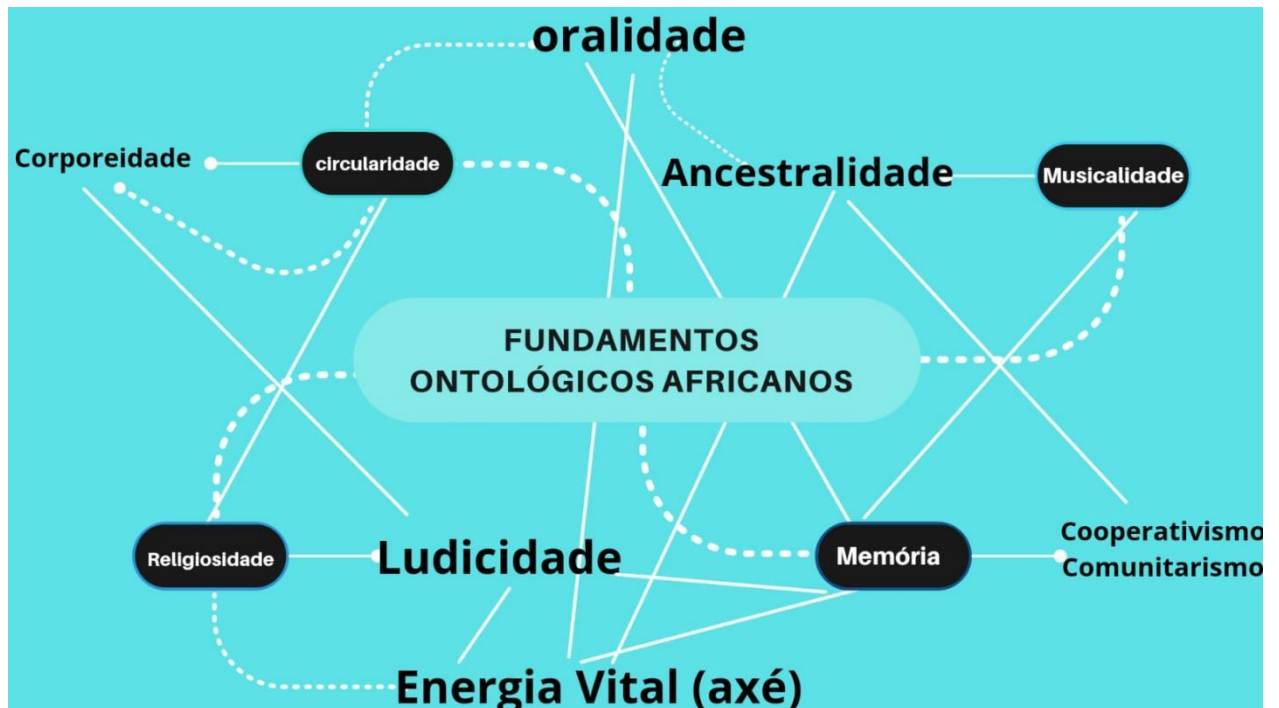 oralidade
Corporeidade
circularidade
Ancestralidade
Musicalidade
FUNDAMENTOS
ONTOLÓGICOS AFRICANOS
Religiosidade
Ludicidade
Memória
Cooperativismo
Comunitarismo
Energia Vital (axé)